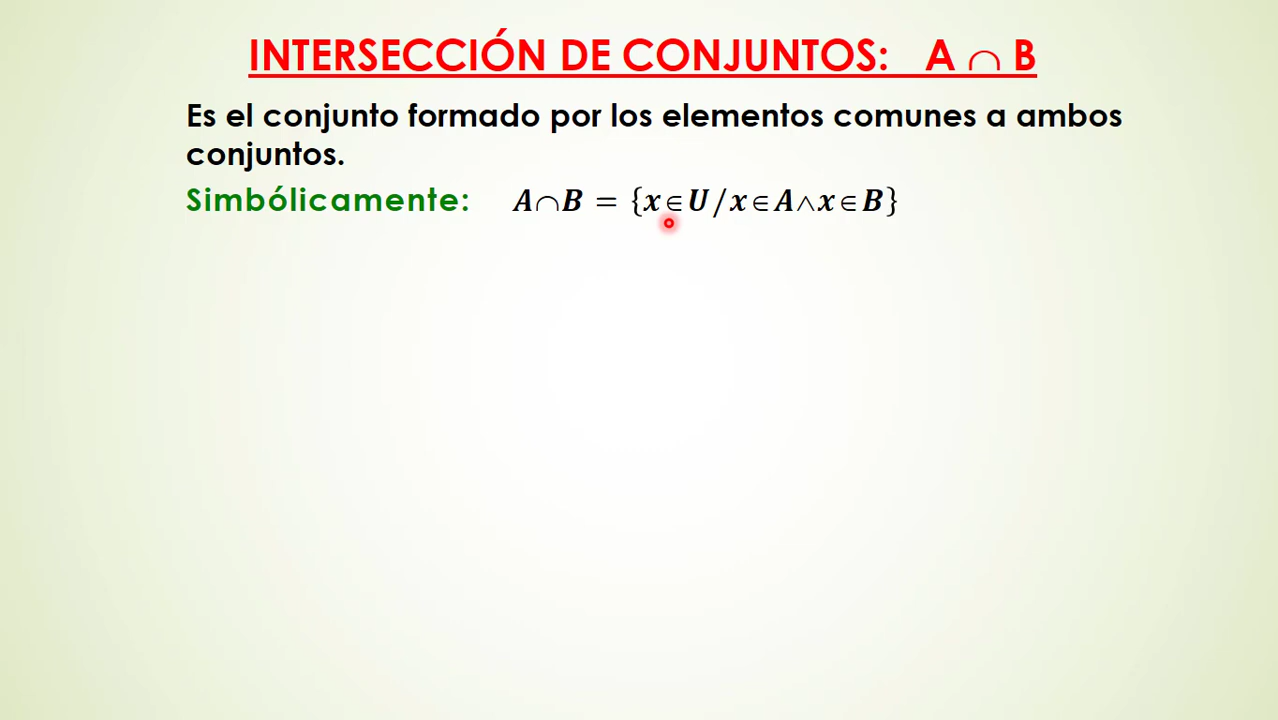 INTERSECCIÓN DE CONJUNTOS: A ∩ B
Es el conjunto formado por los elementos comunes a ambos
conjuntos.
Simbólicamente: A∩B = {x∈U/x∈A∧x∈B}